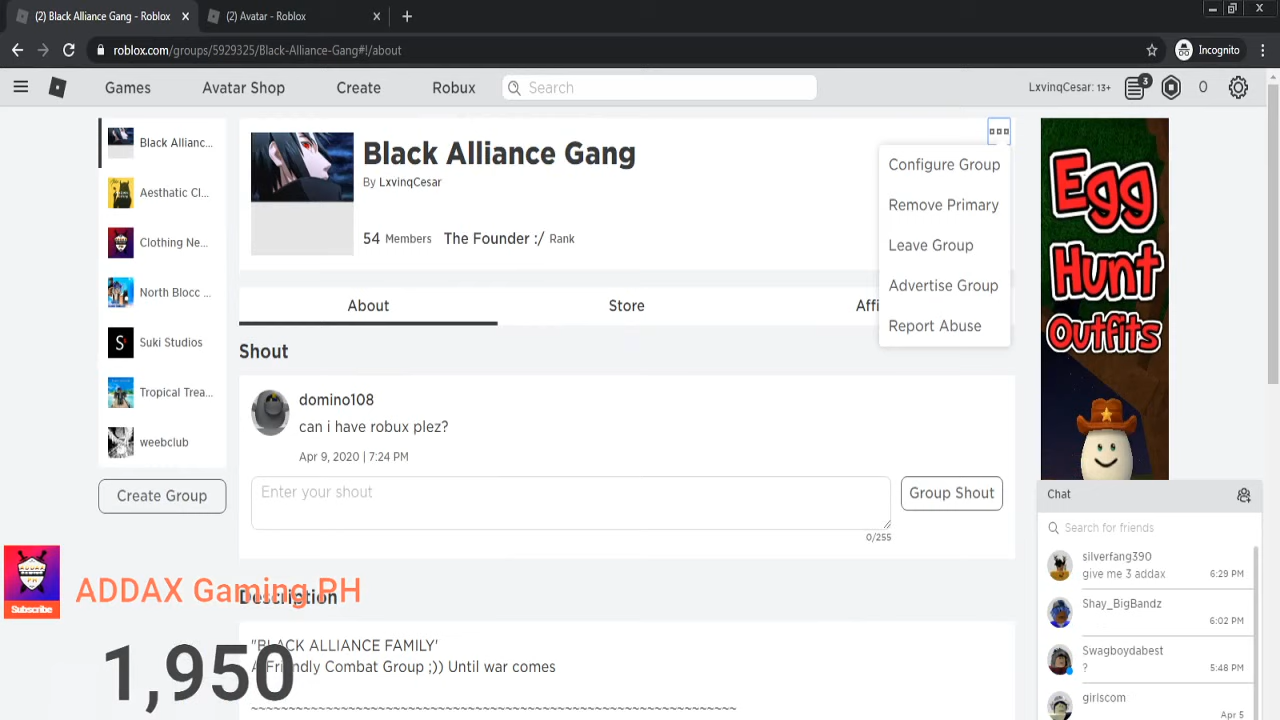 (2) Black Alliance Gang - Roblox
(2) Avatar - Roblox
roblox.com/groups/5929325/Black-Alliance-Gang#!/about
Incognito
Games
Avatar Shop
Create
Robux
Search
LxvinqCesar: 13+
3
0
Black Allianc...
Aesthatic Cl...
Clothing Ne...
North Blocc ...
Suki Studios
Tropical Trea...
weebclub
Create Group
Black Alliance Gang
By LxvinqCesar
54 Members The Founder :/ Rank
Configure Group
Remove Primary
Leave Group
Advertise Group
Report Abuse
About
Store
Affi
Shout
domino108
can i have robux plez?
Apr 9, 2020 | 7:24 PM
Enter your shout
Group Shout
0/255
Description
"BLACK ALLIANCE FAMILY'
A Friendly Combat Group ;)) Until war comes
~~~~~~~~~~~~~~~~~~~~~~~~~~~~~~~~~~~~~~~~~~~~~~~~~~~~~~~~~~~~~~~~
Egg
Hunt
Outfits
Chat
Search for friends
silverfang390
give me 3 addax
6:29 PM
Shay_BigBandz
6:02 PM
Swagboydabest
?
5:48 PM
giriscom
Apr 5
Subscribe
ADDAX Gaming PH
1,950